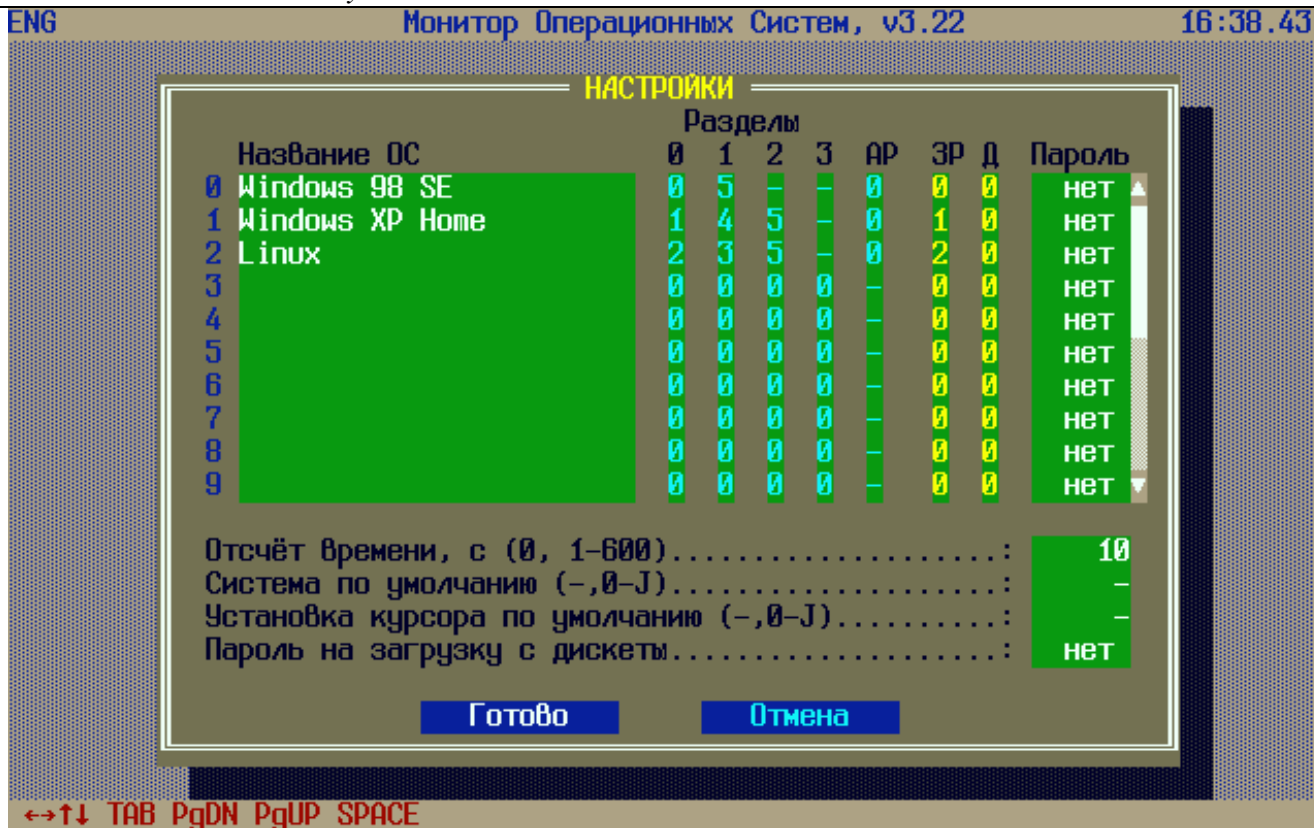 ENG Монитор Операционных Систем, v3.22 16:38.43
НАСТРОЙКИ
Разделы
Название ОС 0 1 2 3 АР ЗР Д Пароль
0 Windows 98 SE 0 5 - - 0 0 0 нет
1 Windows XP Home 1 4 5 - 0 1 0 нет
2 Linux 2 3 5 - 0 2 0 нет
3 0 0 0 0 - 0 0 нет
4 0 0 0 0 - 0 0 нет
5 0 0 0 0 - 0 0 нет
6 0 0 0 0 - 0 0 нет
7 0 0 0 0 - 0 0 нет
8 0 0 0 0 - 0 0 нет
9 0 0 0 0 - 0 0 нет
Отсчёт времени, с (0, 1-600)....................: 10
Система по умолчанию (-,0-J)....................: -
Установка курсора по умолчанию (-,0-J)..........: -
Пароль на загрузку с дискеты....................: нет
Готово Отмена
←→↑↓ TAB PgDN PgUP SPACE